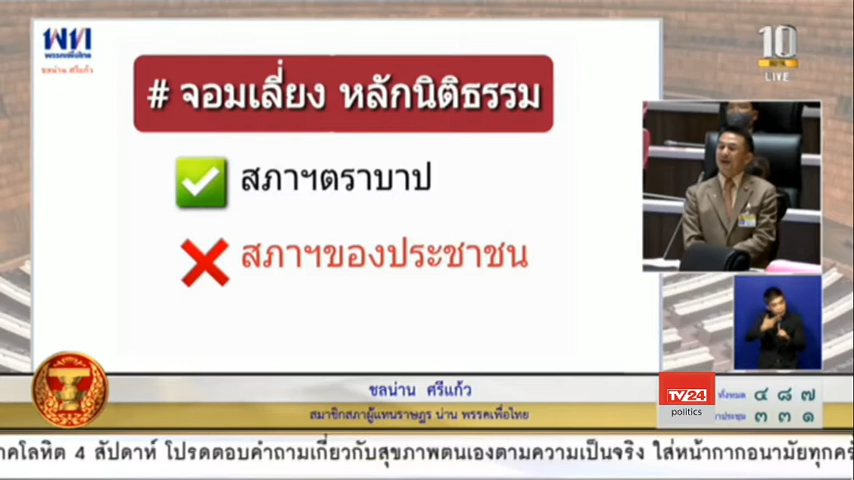 พท
พรรคเพื่อไทย
ชลน่าน ศรีแก้ว
# จอมเลี่ยง หลักนิติธรรม
สภาฯตราบาป
สภาฯของประชาชน
10
LIVE
ชลน่าน ศรีแก้ว
สมาชิกสภาผู้แทนราษฎร น่าน พรรคเพื่อไทย
TV24
politics
ทั้งหมด ๔๘๗
๓๓๑
โลหิต 4 สัปดาห์ โปรดตอบคำถามเกี่ยวกับสุขภาพตนเองตามความเป็นจริง ใส่หน้ากากอนามัย